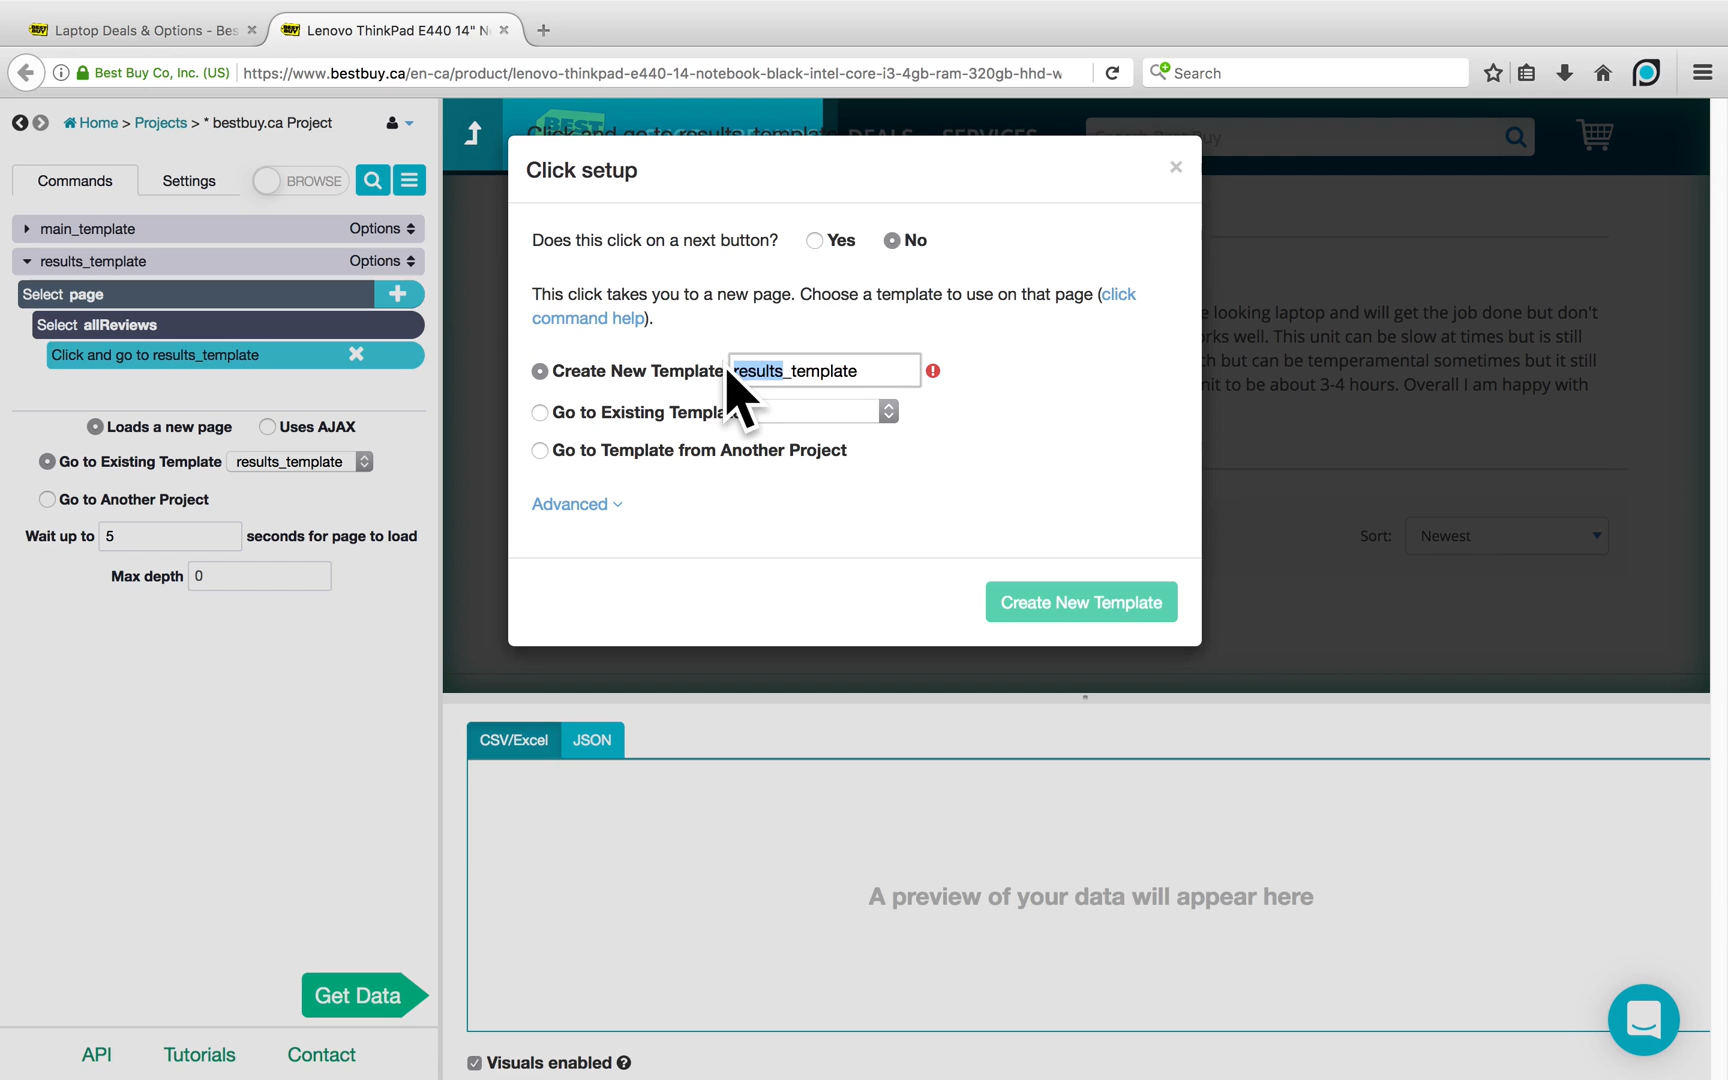 Laptop Deals & Options - Bes
Lenovo ThinkPad E440 14" N
Best Buy Co, Inc. (US)
https://www.bestbuy.ca/en-ca/product/lenovo-thinkpad-e440-14-notebook-black-intel-core-i3-4gb-ram-320gb-hhd-w
Search
Home > Projects > * bestbuy.ca Project
Commands
Settings
BROWSE
main_template
Options
results_template
Options
Select page
Select allReviews
Click and go to results_template
Loads a new page
Uses AJAX
Go to Existing Template
results_template
Go to Another Project
Wait up to 5 seconds for page to load
Max depth 0
Get Data
API
Tutorials
Contact
Click and go to results_template
BEST
DEALS
SERVICES
Click setup
Does this click on a next button?
Yes
No
This click takes you to a new page. Choose a template to use on that page (click
command help).
Create New Template
results_template
Go to Existing Templa
Go to Template from Another Project
Advanced
Create New Template
looking laptop and will get the job done but don't
rks well. This unit can be slow at times but is still
but can be temperamental sometimes but it still
nit to be about 3-4 hours. Overall I am happy with
Sort:
Newest
CSV/Excel
JSON
A preview of your data will appear here
Visuals enabled